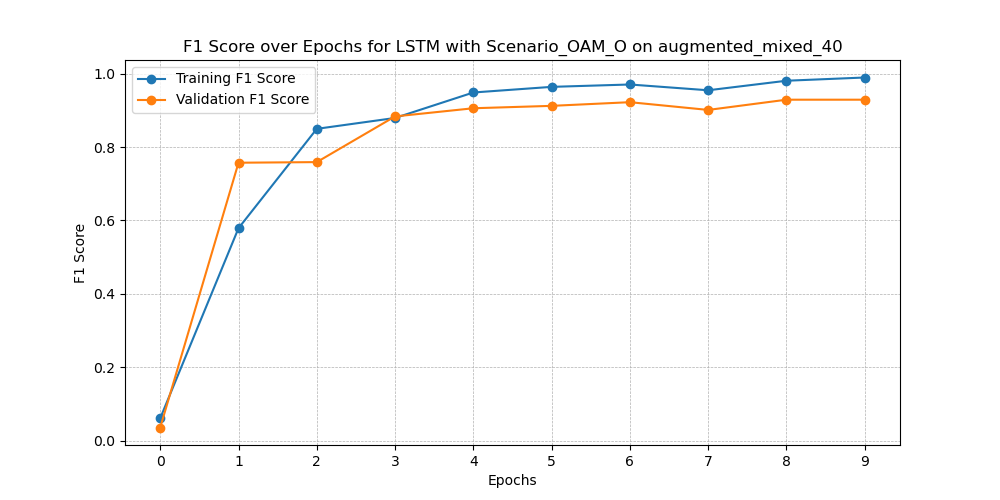 F1 Score over Epochs for LSTM with Scenario_OAM_O on augmented_mixed_40
Training F1 Score
Validation F1 Score
F1 Score
1.0
0.8
0.6
0.4
0.2
0.0
0 1 2 3 4 5 6 7 8 9
Epochs